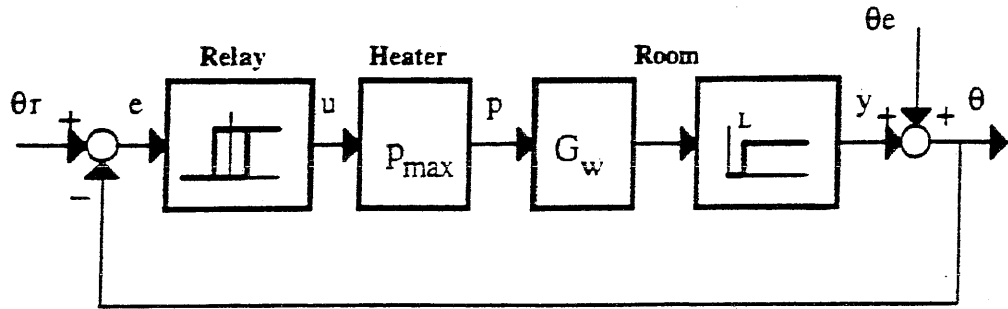 θe
Relay
Heater
Room
θr
+
e
u
p
y
+
+
θ
L
p_max
G_w
−